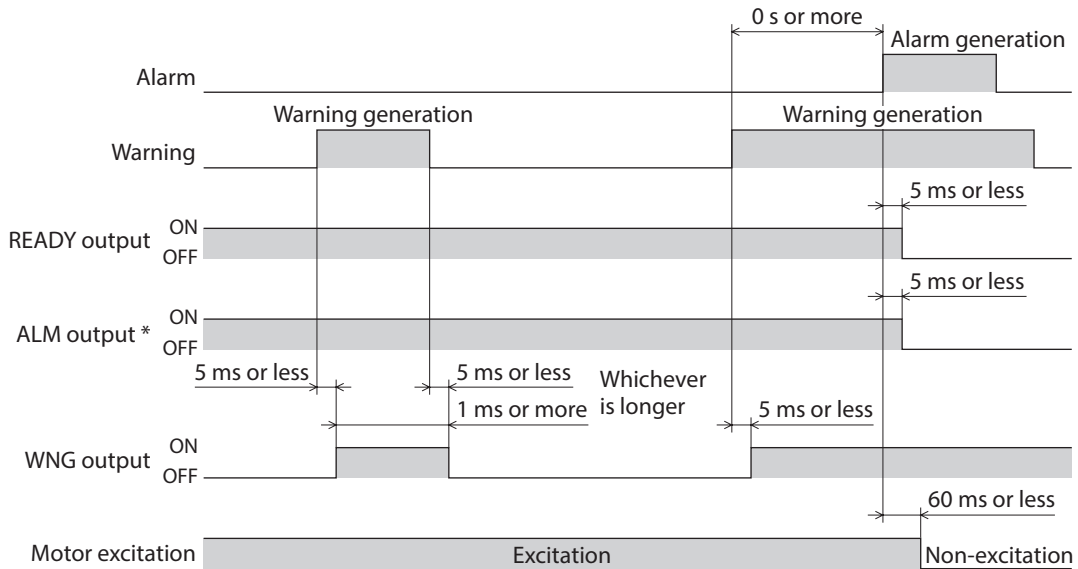 0 s or more
Alarm generation
Alarm
Warning generation
Warning generation
Warning
5 ms or less
READY output
ON
OFF
5 ms or less
ALM output *
ON
OFF
5 ms or less
5 ms or less
Whichever
is longer
1 ms or more
5 ms or less
WNG output
ON
OFF
60 ms or less
Motor excitation
Excitation
Non-excitation